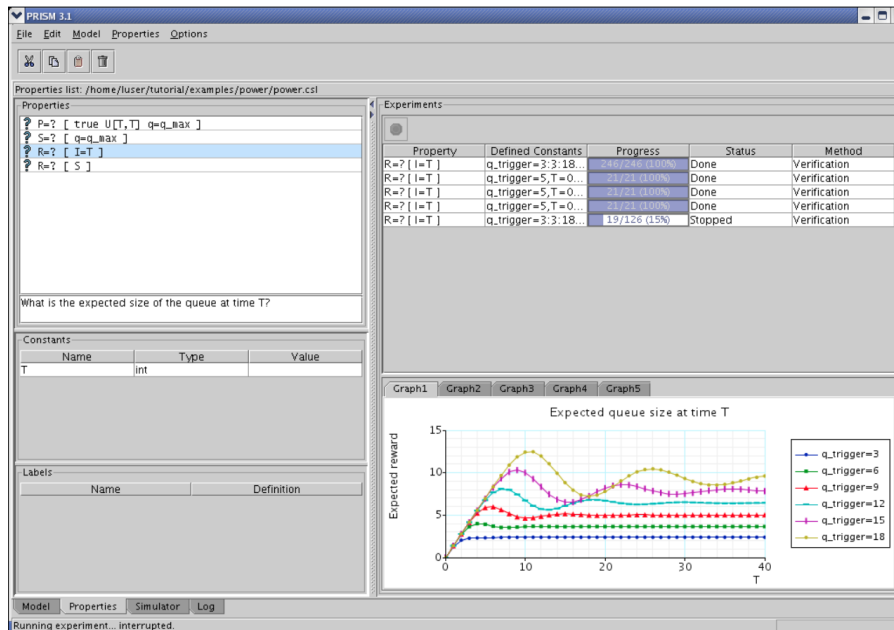 PRISM 3.1
File Edit Model Properties Options
Properties list: /home/luser/tutorial/examples/power/power.csl
Properties
? P=? [ true U[T,T] q=q_max ]
? S=? [ q=q_max ]
? R=? [ I=T ]
? R=? [ S ]
What is the expected size of the queue at time T?
Constants
Name Type Value
T int
Labels
Name Definition
Experiments
Property Defined Constants Progress Status Method
R=? [ I=T ] q_trigger=3:3:18... 246/246 (100%) Done Verification
R=? [ I=T ] q_trigger=5,T=0... 21/21 (100%) Done Verification
R=? [ I=T ] q_trigger=5,T=0... 21/21 (100%) Done Verification
R=? [ I=T ] q_trigger=5,T=0... 21/21 (100%) Done Verification
R=? [ I=T ] q_trigger=3:3:18... 19/126 (15%) Stopped Verification
Graph1 Graph2 Graph3 Graph4 Graph5
Expected queue size at time T
Expected reward
15
10
5
0
0 10 20 30 40
T
q_trigger=3
q_trigger=6
q_trigger=9
q_trigger=12
q_trigger=15
q_trigger=18
Model Properties Simulator Log
Running experiment... interrupted.